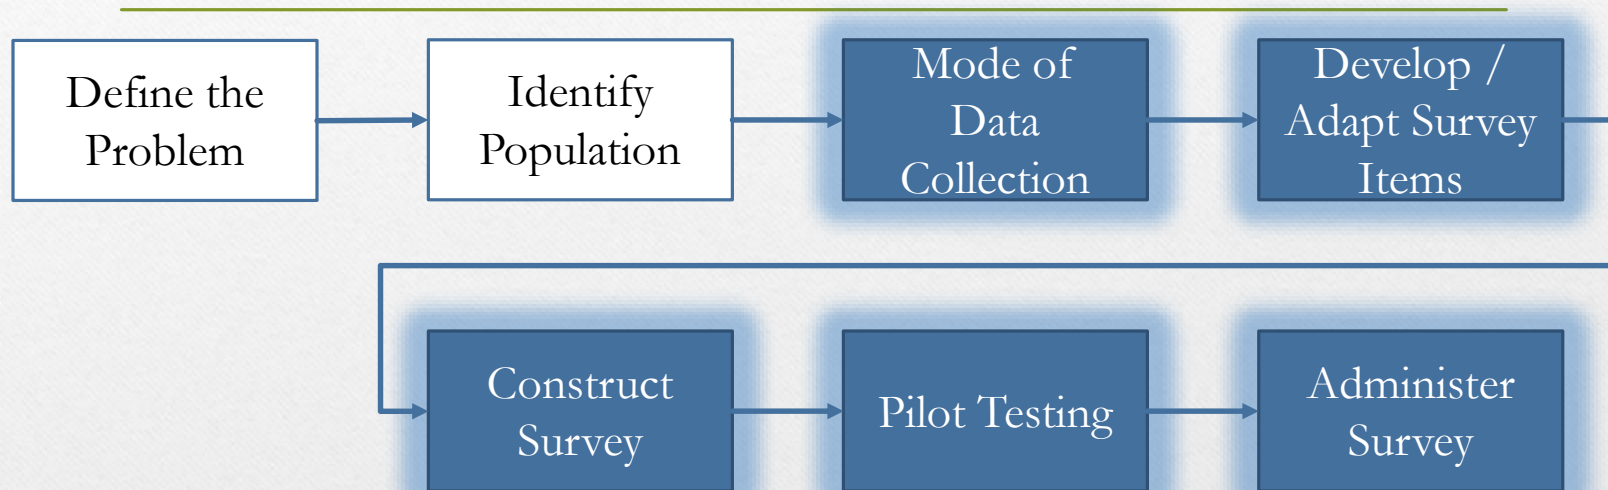 Define the
Problem
Identify
Population
Mode of
Data
Collection
Develop /
Adapt Survey
Items
Construct
Survey
Pilot Testing
Administer
Survey